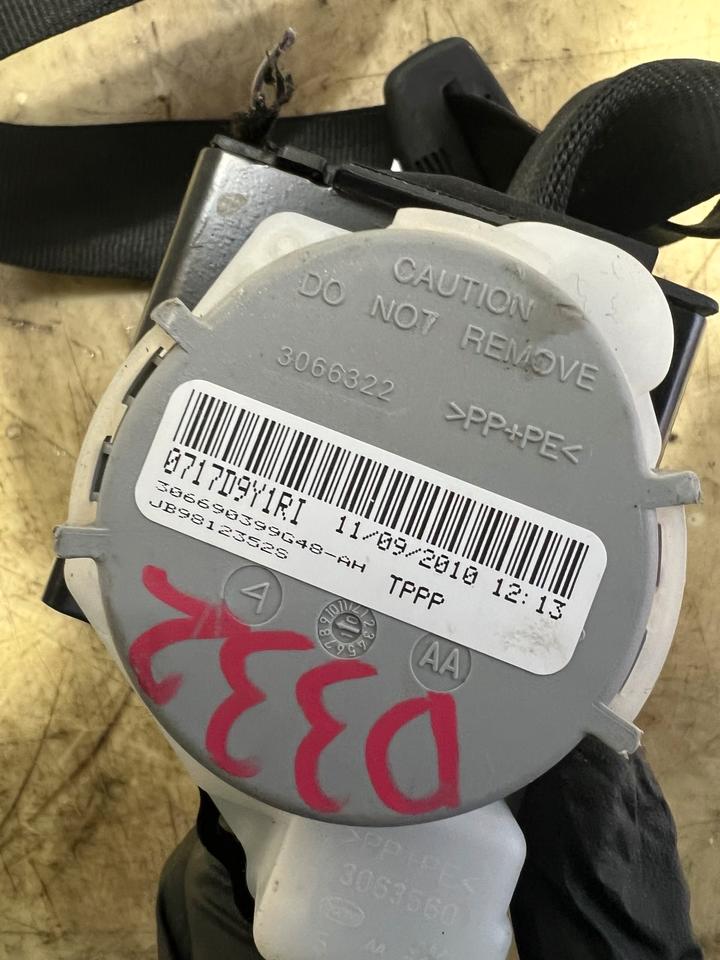 CAUTION
DO NOT REMOVE
3066322
>PP+PE<
0717D9Y1RI 11/09/2010 12:13
306690399G48-AH TPPP
JB9812352S
A
AA
D332
>PP+PE<
3063560